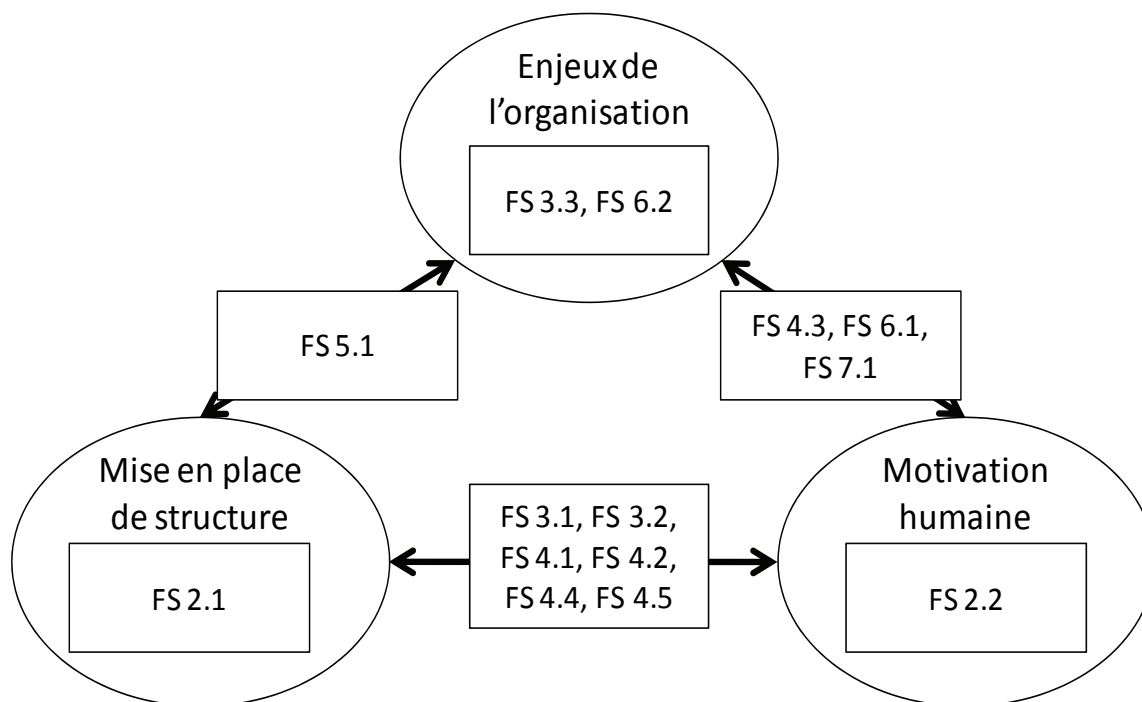 Enjeux de
l'organisation
FS 3.3, FS 6.2
FS 5.1
FS 4.3, FS 6.1,
FS 7.1
Mise en place
de structure
FS 2.1
FS 3.1, FS 3.2,
FS 4.1, FS 4.2,
FS 4.4, FS 4.5
Motivation
humaine
FS 2.2